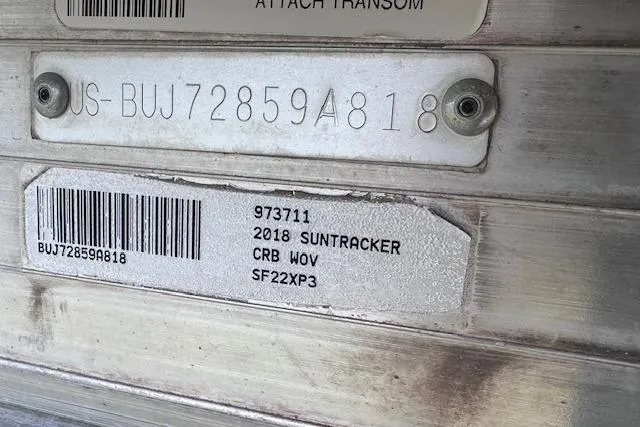 ATTACH TRANSOM
US-BUJ72859A818
BUJ72859A818
973711
2018 SUNTRACKER
CRB WOV
SF22XP3